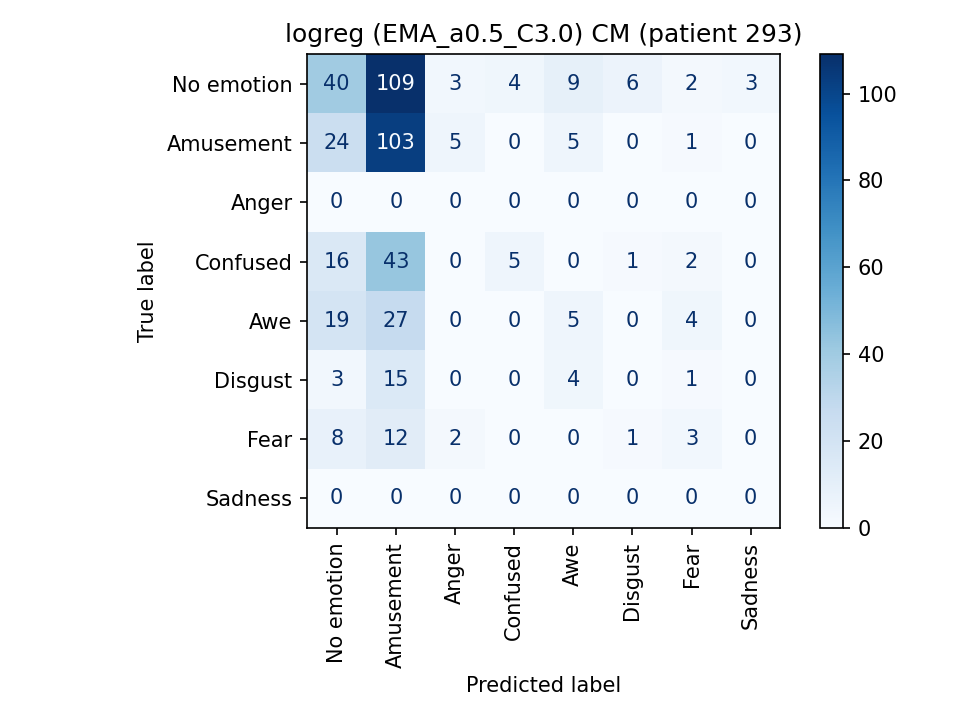 logreg (EMA_a0.5_C3.0) CM (patient 293)
No emotion 40 109 3 4 9 6 2 3
Amusement 24 103 5 0 5 0 1 0
Anger 0 0 0 0 0 0 0 0
Confused 16 43 0 5 0 1 2 0
Awe 19 27 0 0 5 0 4 0
Disgust 3 15 0 0 4 0 1 0
Fear 8 12 2 0 0 1 3 0
Sadness 0 0 0 0 0 0 0 0
True label
No emotion Amusement Anger Confused Awe Disgust Fear Sadness
Predicted label
100
80
60
40
20
0